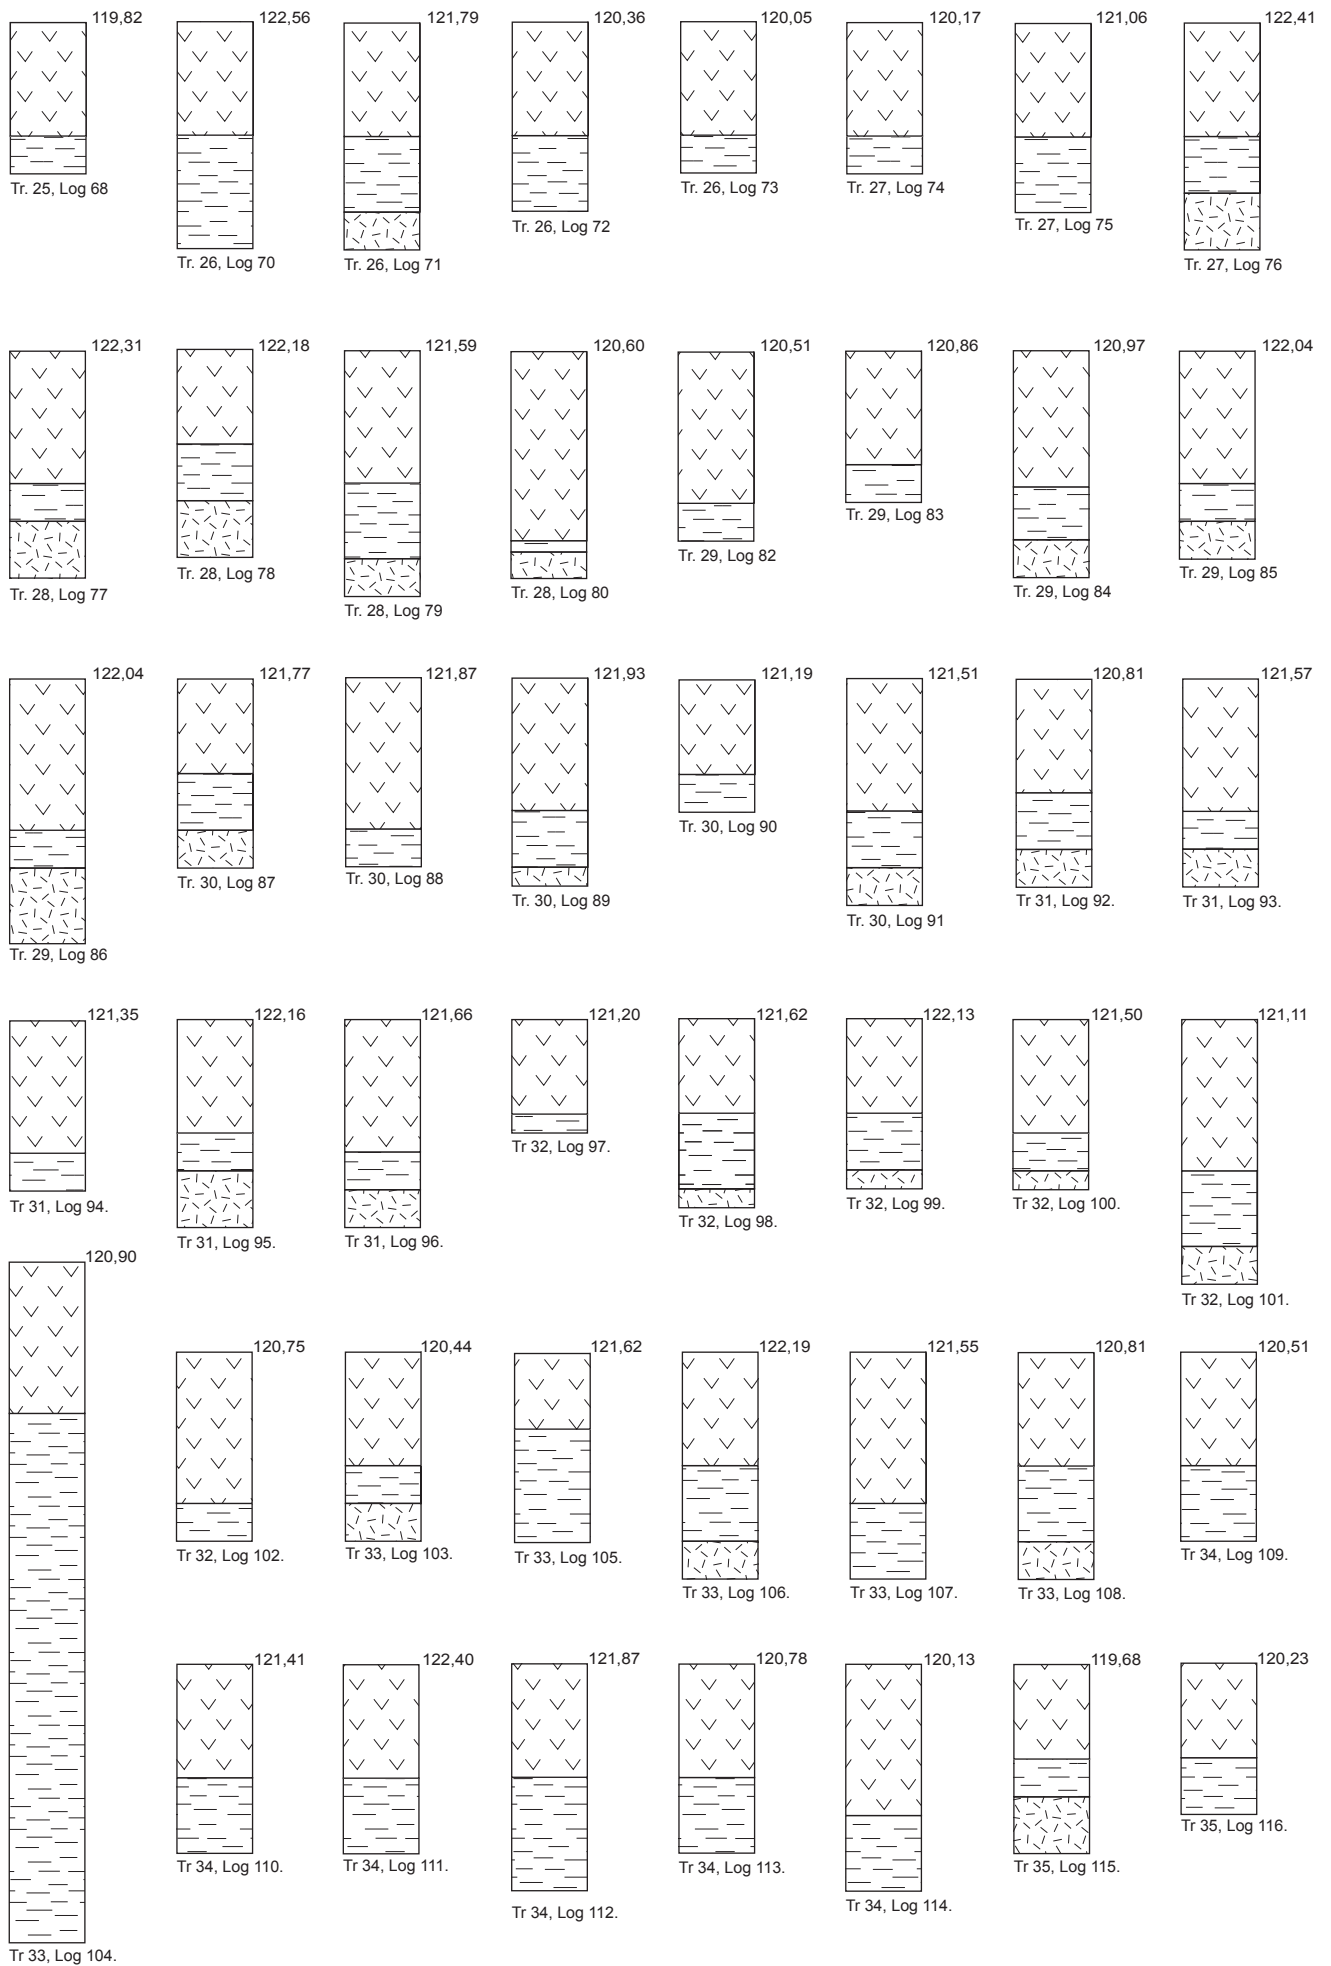 119,82
122,56
121,79
120,36
120,05
120,17
121,06
122,41
Tr. 25, Log 68
Tr. 26, Log 70
Tr. 26, Log 71
Tr. 26, Log 72
Tr. 26, Log 73
Tr. 27, Log 74
Tr. 27, Log 75
Tr. 27, Log 76
122,31
122,18
121,59
120,60
120,51
120,86
120,97
122,04
Tr. 28, Log 77
Tr. 28, Log 78
Tr. 28, Log 79
Tr. 28, Log 80
Tr. 29, Log 82
Tr. 29, Log 83
Tr. 29, Log 84
Tr. 29, Log 85
122,04
121,77
121,87
121,93
121,19
121,51
120,81
121,57
Tr. 29, Log 86
Tr. 30, Log 87
Tr. 30, Log 88
Tr. 30, Log 89
Tr. 30, Log 90
Tr. 30, Log 91
Tr 31, Log 92.
Tr 31, Log 93.
121,35
122,16
121,66
121,20
121,62
122,13
121,50
121,11
Tr 31, Log 94.
Tr 31, Log 95.
Tr 31, Log 96.
Tr 32, Log 97.
Tr 32, Log 98.
Tr 32, Log 99.
Tr 32, Log 100.
Tr 32, Log 101.
120,90
120,75
120,44
121,62
122,19
121,55
120,81
120,51
Tr 32, Log 102.
Tr 33, Log 103.
Tr 33, Log 105.
Tr 33, Log 106.
Tr 33, Log 107.
Tr 33, Log 108.
Tr 34, Log 109.
121,41
122,40
121,87
120,78
120,13
119,68
120,23
Tr 34, Log 110.
Tr 34, Log 111.
Tr 34, Log 112.
Tr 34, Log 113.
Tr 34, Log 114.
Tr 35, Log 115.
Tr 35, Log 116.
Tr 33, Log 104.